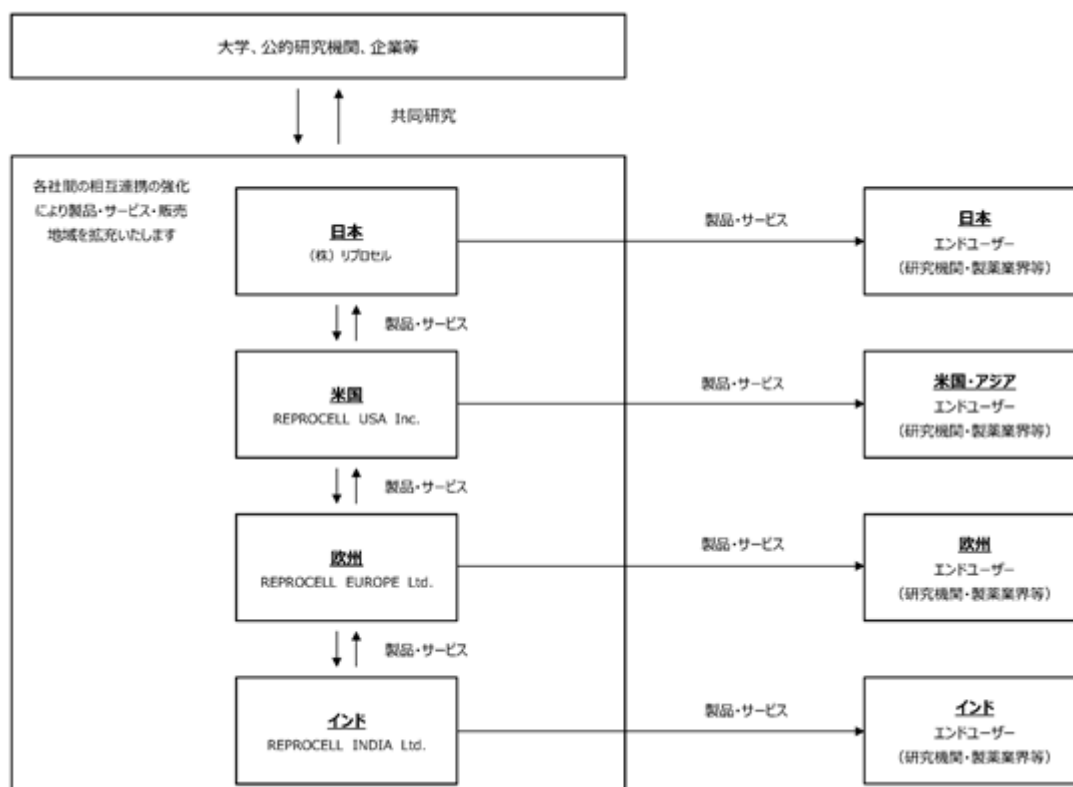 大学、公的研究機関、企業等
共同研究
各社間の相互連携の強化
により製品・サービス・販売
地域を拡充いたします
日本
（株）リプロセル
製品・サービス
日本
エンドユーザー
（研究機関・製薬業界等）
製品・サービス
米国
REPROCELL USA Inc.
製品・サービス
米国・アジア
エンドユーザー
（研究機関・製薬業界等）
製品・サービス
欧州
REPROCELL EUROPE Ltd.
製品・サービス
欧州
エンドユーザー
（研究機関・製薬業界等）
製品・サービス
インド
REPROCELL INDIA Ltd.
製品・サービス
インド
エンドユーザー
（研究機関・製薬業界等）